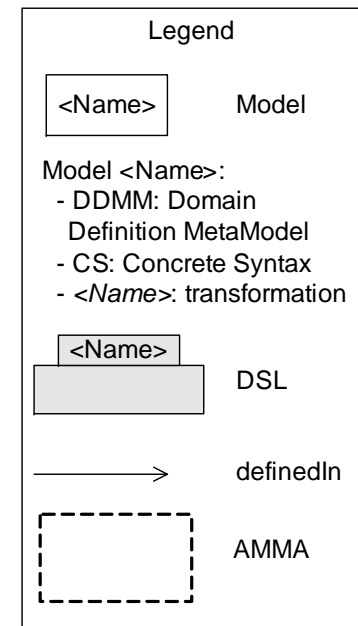 Legend
<Name> Model
Model <Name>:
- DDMM: Domain
Definition MetaModel
- CS: Concrete Syntax
- <Name>: transformation
<Name>
DSL
definedIn
AMMA